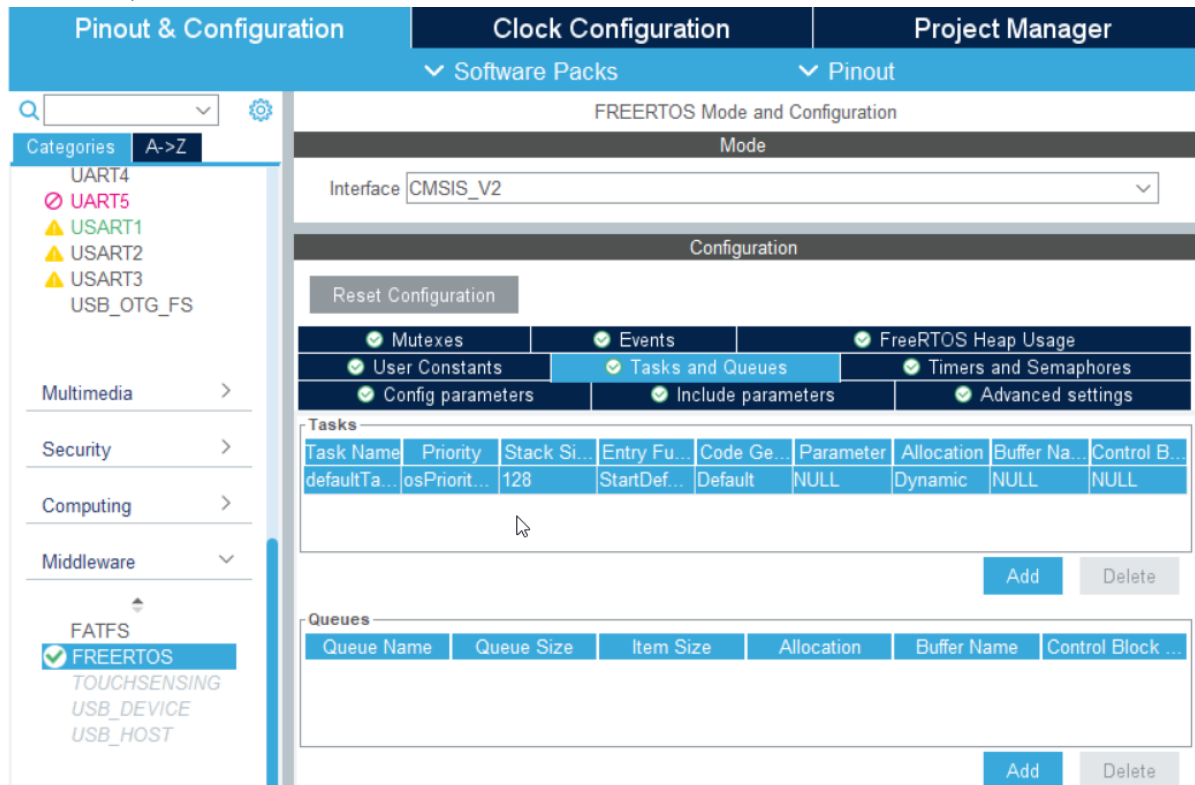 Pinout & Configuration Clock Configuration Project Manager
Software Packs Pinout
FREERTOS Mode and Configuration
Categories A->Z
Mode
UART4
UART5
USART1
USART2
USART3
USB_OTG_FS
Multimedia
Security
Computing
Middleware
FATFS
FREERTOS
TOUCHSENSING
USB_DEVICE
USB_HOST
Interface CMSIS_V2
Configuration
Reset Configuration
Mutexes Events FreeRTOS Heap Usage
User Constants Tasks and Queues Timers and Semaphores
Config parameters Include parameters Advanced settings
Tasks
Task Name Priority Stack Si... Entry Fu... Code Ge... Parameter Allocation Buffer Na... Control B...
defaultTa... osPriorit... 128 StartDef... Default NULL Dynamic NULL NULL
Add Delete
Queues
Queue Name Queue Size Item Size Allocation Buffer Name Control Block ...
Add Delete